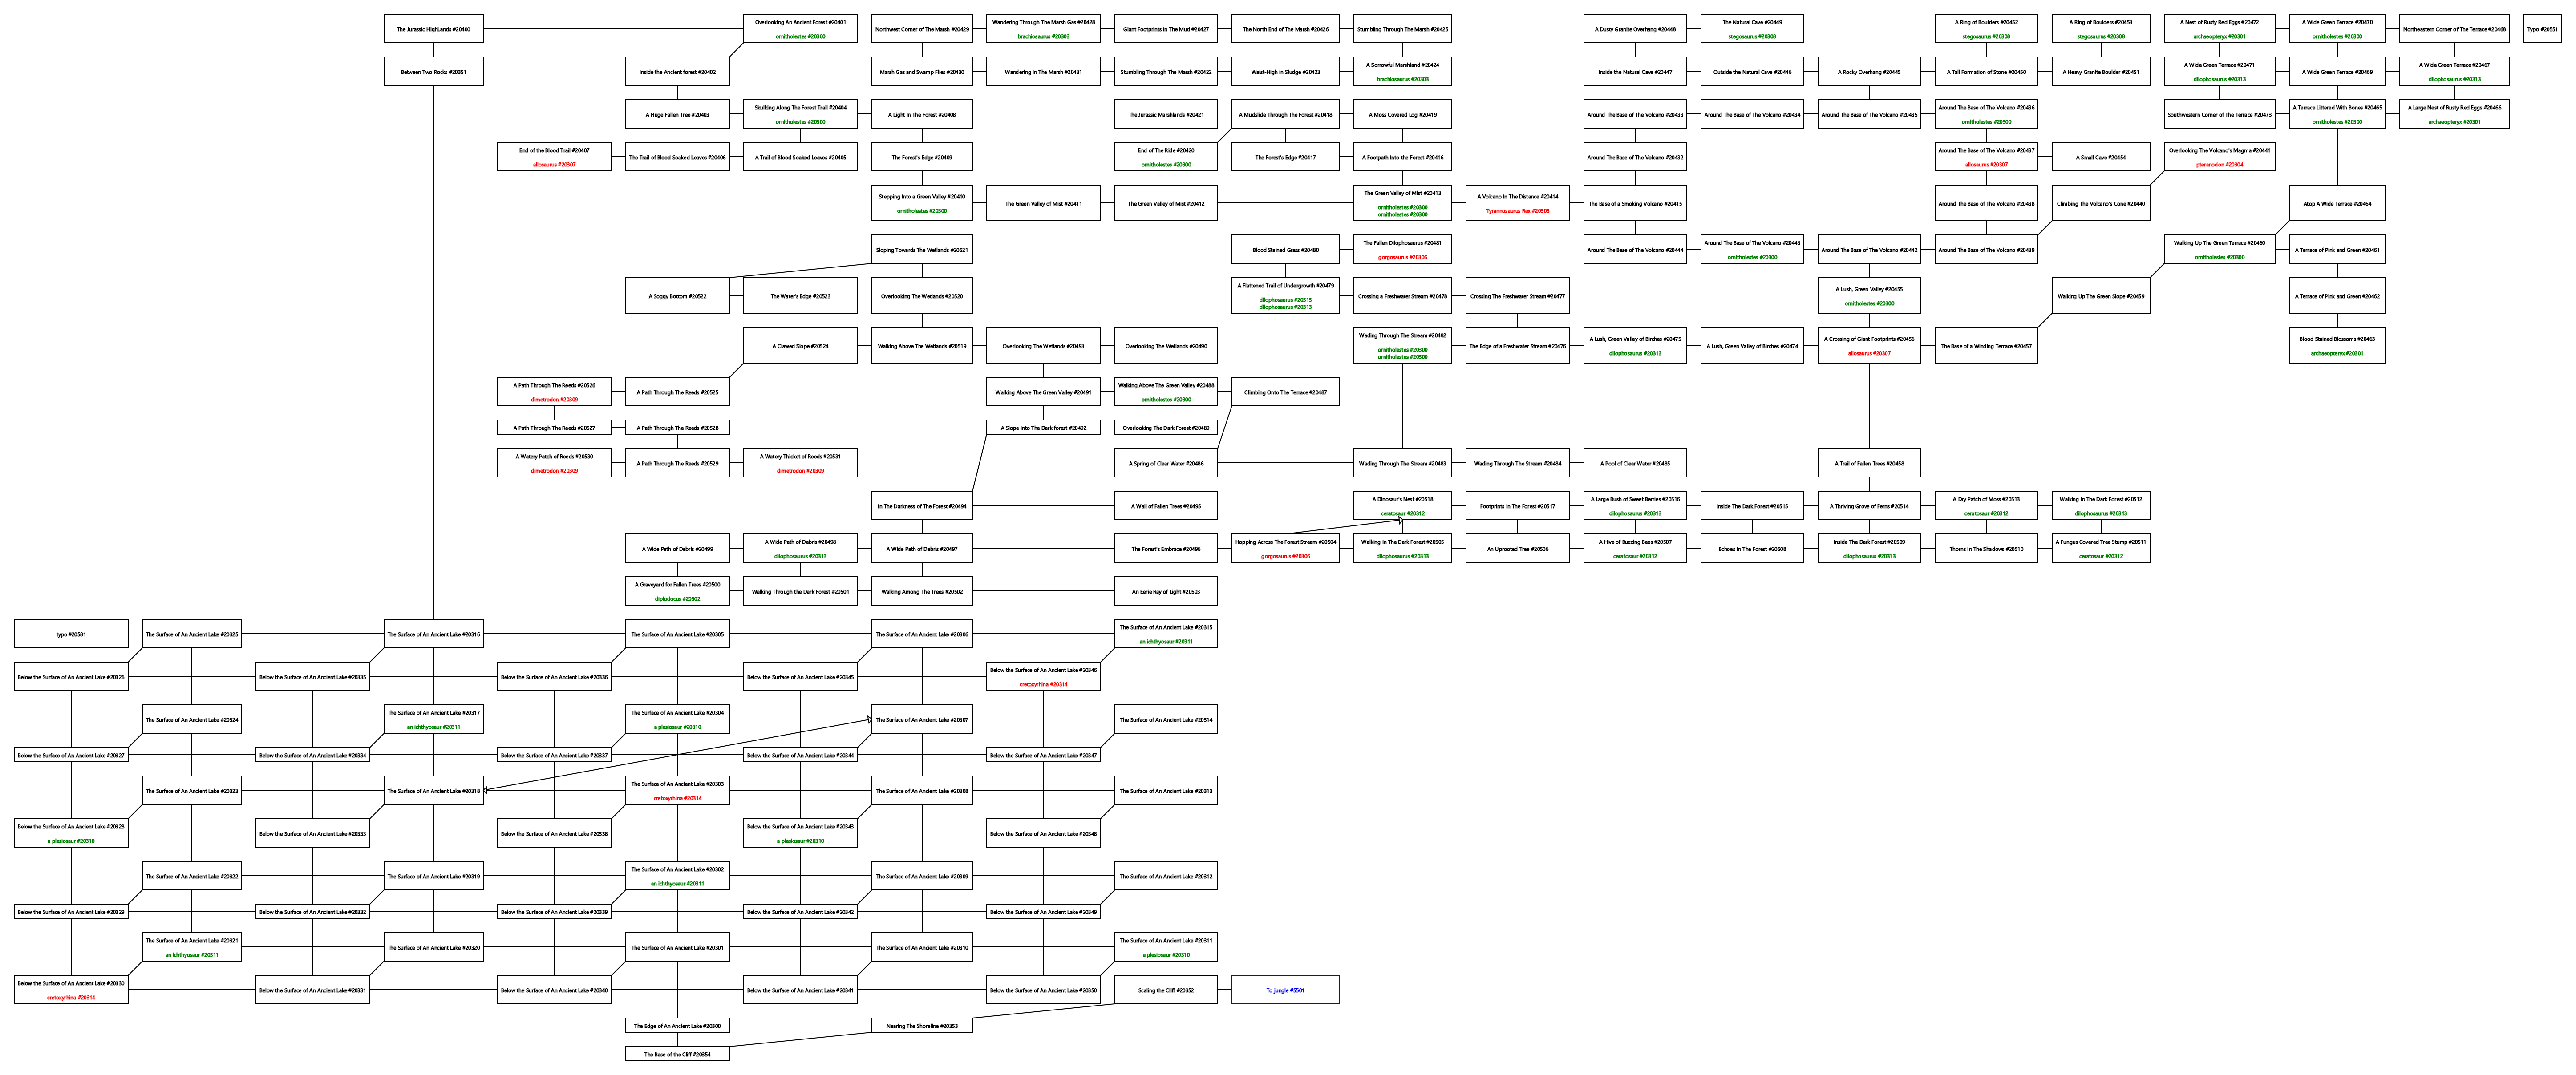 The Jurassic HighLands #20400
Overlooking An Ancient Forest #20401
ornitholestes #20300
Northwest Corner of The Marsh #20429
Wandering Through The Marsh Gas #20428
brachiosaurus #20303
Giant Footprints In The Mud #20427
The North End of The Marsh #20426
Stumbling Through The Marsh #20425
A Dusty Granite Overhang #20448
The Natural Cave #20449
stegosaurus #20308
A Ring of Boulders #20452
stegosaurus #20308
A Ring of Boulders #20453
stegosaurus #20308
A Nest of Rusty Red Eggs #20472
archaeopteryx #20301
A Wide Green Terrace #20470
ornitholestes #20300
Northeastern Corner of The Terrace #20468
Typo #20551
Between Two Rocks #20351
Inside the Ancient forest #20402
Marsh Gas and Swamp Flies #20430
Wandering In The Marsh #20431
Stumbling Through The Marsh #20422
Waist-High in Sludge #20423
A Sorrowful Marshland #20424
brachiosaurus #20303
Inside the Natural Cave #20447
Outside the Natural Cave #20446
A Rocky Overhang #20445
A Tall Formation of Stone #20450
A Heavy Granite Boulder #20451
A Wide Green Terrace #20471
dilophosaurus #20313
A Wide Green Terrace #20469
A Wide Green Terrace #20467
dilophosaurus #20313
A Huge Fallen Tree #20403
Skulking Along The Forest Trail #20404
ornitholestes #20300
A Light In The Forest #20408
The Jurassic Marshlands #20421
A Mudslide Through The Forest #20418
A Moss Covered Log #20419
Around The Base of The Volcano #20433
Around The Base of The Volcano #20434
Around The Base of The Volcano #20435
Around The Base of The Volcano #20436
ornitholestes #20300
Southwestern Corner of The Terrace #20473
A Terrace Littered With Bones #20465
ornitholestes #20300
A Large Nest of Rusty Red Eggs #20466
archaeopteryx #20301
End of the Blood Trail #20407
allosaurus #20307
The Trail of Blood Soaked Leaves #20406
A Trail of Blood Soaked Leaves #20405
The Forest's Edge #20409
End of The Ride #20420
ornitholestes #20300
The Forest's Edge #20417
A Footpath Into the Forest #20416
Around The Base of The Volcano #20432
Around The Base of The Volcano #20437
allosaurus #20307
A Small Cave #20454
Overlooking The Volcano's Magma #20441
pteranodon #20304
Stepping Into a Green Valley #20410
ornitholestes #20300
The Green Valley of Mist #20411
The Green Valley of Mist #20412
The Green Valley of Mist #20413
ornitholestes #20300
ornitholestes #20300
A Volcano In The Distance #20414
Tyrannosaurus Rex #20305
The Base of a Smoking Volcano #20415
Around The Base of The Volcano #20438
Climbing The Volcano's Cone #20440
Atop A Wide Terrace #20464
Sloping Towards The Wetlands #20521
Blood Stained Grass #20480
The Fallen Dilophosaurus #20481
gorgosaurus #20306
Around The Base of The Volcano #20444
Around The Base of The Volcano #20443
ornitholestes #20300
Around The Base of The Volcano #20442
Around The Base of The Volcano #20439
Walking Up The Green Terrace #20460
ornitholestes #20300
A Terrace of Pink and Green #20461
A Soggy Bottom #20522
The Water's Edge #20523
Overlooking The Wetlands #20520
A Flattened Trail of Undergrowth #20479
dilophosaurus #20313
dilophosaurus #20313
Crossing a Freshwater Stream #20478
Crossing The Freshwater Stream #20477
A Lush, Green Valley #20455
ornitholestes #20300
Walking Up The Green Slope #20459
A Terrace of Pink and Green #20462
A Clawed Slope #20524
Walking Above The Wetlands #20519
Overlooking The Wetlands #20493
Overlooking The Wetlands #20490
Wading Through The Stream #20482
ornitholestes #20300
ornitholestes #20300
The Edge of a Freshwater Stream #20476
A Lush, Green Valley of Birches #20475
dilophosaurus #20313
A Lush, Green Valley of Birches #20474
A Crossing of Giant Footprints #20456
allosaurus #20307
The Base of a Winding Terrace #20457
Blood Stained Blossoms #20463
archaeopteryx #20301
A Path Through The Reeds #20526
dimetrodon #20309
A Path Through The Reeds #20525
Walking Above The Green Valley #20491
Walking Above The Green Valley #20488
ornitholestes #20300
Climbing Onto The Terrace #20487
A Path Through The Reeds #20527
A Path Through The Reeds #20528
A Slope Into The Dark forest #20492
Overlooking The Dark Forest #20489
A Watery Patch of Reeds #20530
dimetrodon #20309
A Path Through The Reeds #20529
A Watery Thicket of Reeds #20531
dimetrodon #20309
A Spring of Clear Water #20486
Wading Through The Stream #20483
Wading Through The Stream #20484
A Pool of Clear Water #20485
A Trail of Fallen Trees #20458
In The Darkness of The Forest #20494
A Wall of Fallen Trees #20495
A Dinosaur's Nest #20518
ceratosaur #20312
Footprints In The Forest #20517
A Large Bush of Sweet Berries #20516
dilophosaurus #20313
Inside The Dark Forest #20515
A Thriving Grove of Ferns #20514
A Dry Patch of Moss #20513
ceratosaur #20312
Walking In The Dark Forest #20512
dilophosaurus #20313
A Wide Path of Debris #20499
A Wide Path of Debris #20498
dilophosaurus #20313
A Wide Path of Debris #20497
The Forest's Embrace #20496
Hopping Across The Forest Stream #20504
gorgosaurus #20306
Walking In The Dark Forest #20505
dilophosaurus #20313
An Uprooted Tree #20506
A Hive of Buzzing Bees #20507
ceratosaur #20312
Echoes In The Forest #20508
Inside The Dark Forest #20509
dilophosaurus #20313
Thorns In The Shadows #20510
A Fungus Covered Tree Stump #20511
ceratosaur #20312
A Graveyard for Fallen Trees #20500
diplodocus #20302
Walking Through the Dark Forest #20501
Walking Among The Trees #20502
An Eerie Ray of Light #20503
typo #20581
The Surface of An Ancient Lake #20325
The Surface of An Ancient Lake #20316
The Surface of An Ancient Lake #20305
The Surface of An Ancient Lake #20306
The Surface of An Ancient Lake #20315
an ichthyosaur #20311
Below the Surface of An Ancient Lake #20326
Below the Surface of An Ancient Lake #20335
Below the Surface of An Ancient Lake #20336
Below the Surface of An Ancient Lake #20345
Below the Surface of An Ancient Lake #20346
cretoxyrhina #20314
The Surface of An Ancient Lake #20324
The Surface of An Ancient Lake #20317
an ichthyosaur #20311
The Surface of An Ancient Lake #20304
a plesiosaur #20310
The Surface of An Ancient Lake #20307
The Surface of An Ancient Lake #20314
Below the Surface of An Ancient Lake #20327
Below the Surface of An Ancient Lake #20334
Below the Surface of An Ancient Lake #20337
Below the Surface of An Ancient Lake #20344
Below the Surface of An Ancient Lake #20347
The Surface of An Ancient Lake #20323
The Surface of An Ancient Lake #20318
The Surface of An Ancient Lake #20303
cretoxyrhina #20314
The Surface of An Ancient Lake #20308
The Surface of An Ancient Lake #20313
Below the Surface of An Ancient Lake #20328
a plesiosaur #20310
Below the Surface of An Ancient Lake #20333
Below the Surface of An Ancient Lake #20338
Below the Surface of An Ancient Lake #20343
a plesiosaur #20310
Below the Surface of An Ancient Lake #20348
The Surface of An Ancient Lake #20322
The Surface of An Ancient Lake #20319
The Surface of An Ancient Lake #20302
an ichthyosaur #20311
The Surface of An Ancient Lake #20309
The Surface of An Ancient Lake #20312
Below the Surface of An Ancient Lake #20329
Below the Surface of An Ancient Lake #20332
Below the Surface of An Ancient Lake #20339
Below the Surface of An Ancient Lake #20342
Below the Surface of An Ancient Lake #20349
The Surface of An Ancient Lake #20321
an ichthyosaur #20311
The Surface of An Ancient Lake #20320
The Surface of An Ancient Lake #20301
The Surface of An Ancient Lake #20310
The Surface of An Ancient Lake #20311
a plesiosaur #20310
Below the Surface of An Ancient Lake #20330
cretoxyrhina #20314
Below the Surface of An Ancient Lake #20331
Below the Surface of An Ancient Lake #20340
Below the Surface of An Ancient Lake #20341
Below the Surface of An Ancient Lake #20350
Scaling the Cliff #20352
To jungle #5501
The Edge of An Ancient Lake #20300
Nearing The Shoreline #20353
The Base of the Cliff #20354